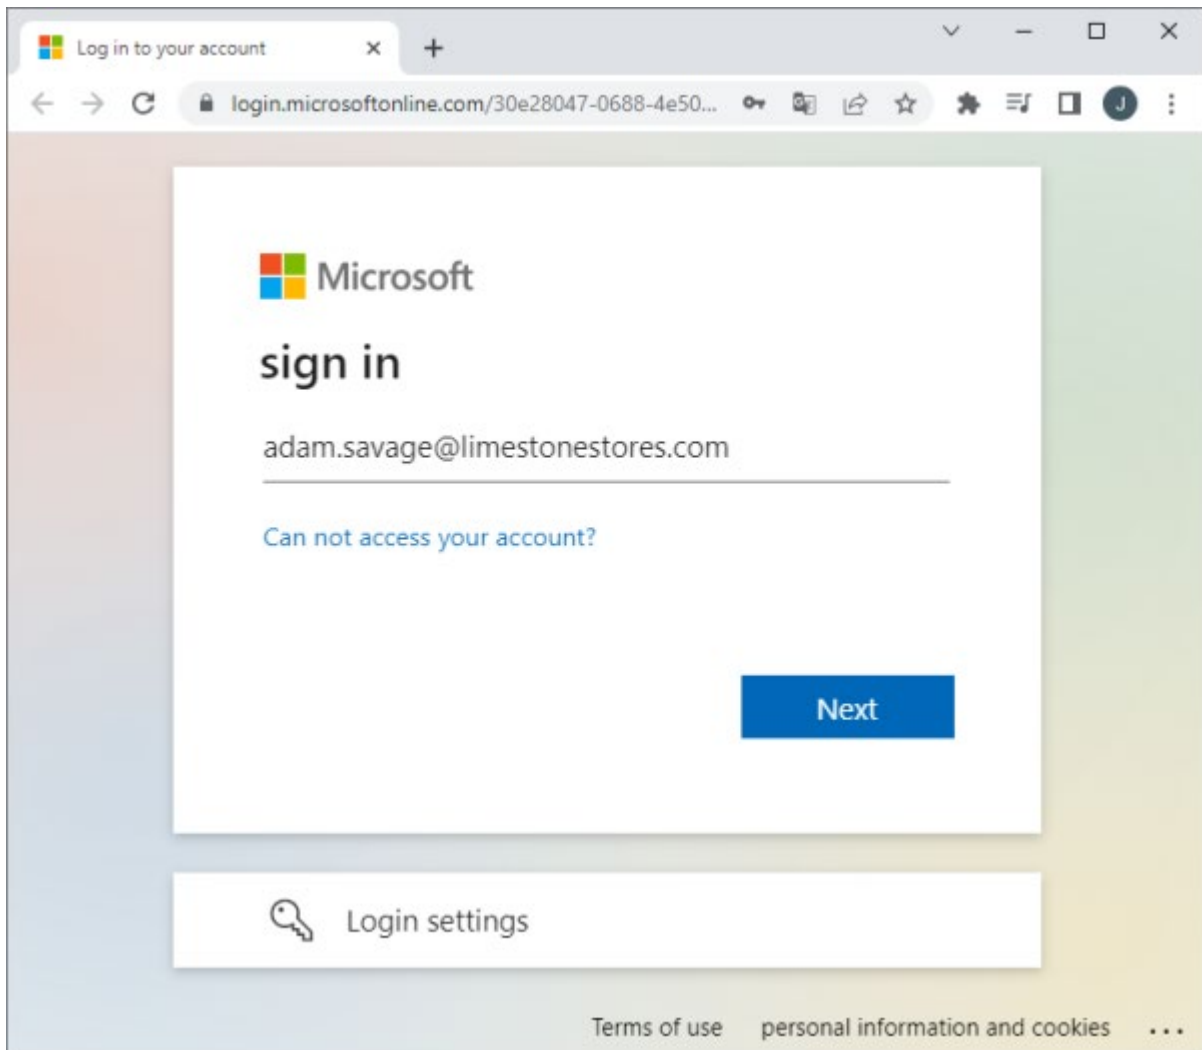 Log in to your account
login.microsoftonline.com/30e28047-0688-4e50...
J
Microsoft
sign in
adam.savage@limestonestores.com
Can not access your account?
Next
Login settings
Terms of use personal information and cookies ...